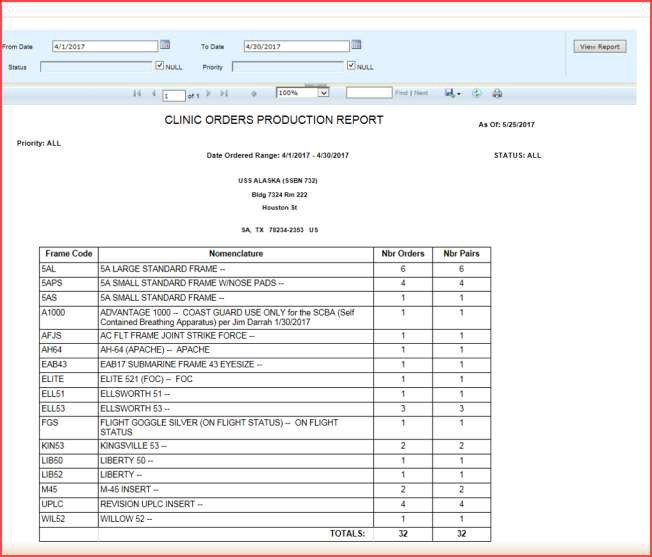 From Date 4/1/2017 To Date 4/30/2017 View Report
Status NULL Priority NULL
1 of 1 100% Find | Next
CLINIC ORDERS PRODUCTION REPORT
As Of: 5/25/2017
Priority: ALL
Date Ordered Range: 4/1/2017 - 4/30/2017 STATUS: ALL
USS ALASKA (SSBN 732)
Bldg 7324 Rm 222
Houston St
SA, TX 78234-2353 US
Frame Code Nomenclature Nbr Orders Nbr Pairs
5AL 5A LARGE STANDARD FRAME -- 6 6
5APS 5A SMALL STANDARD FRAME W/NOSE PADS -- 4 4
5AS 5A SMALL STANDARD FRAME -- 1 1
A1000 ADVANTAGE 1000 -- COAST GUARD USE ONLY for the SCBA (Self 1 1
Contained Breathing Apparatus) per Jim Darrah 1/30/2017
AFJS AC FLT FRAME JOINT STRIKE FORCE -- 1 1
AH64 AH-64 (APACHE) -- APACHE 1 1
EAB43 EAB17 SUBMARINE FRAME 43 EYESIZE -- 1 1
ELITE ELITE 521 (FOC) -- FOC 1 1
ELL51 ELLSWORTH 51 -- 1 1
ELL53 ELLSWORTH 53 -- 3 3
FGS FLIGHT GOGGLE SILVER (ON FLIGHT STATUS) -- ON FLIGHT 1 1
STATUS
KIN53 KINGSVILLE 53 -- 2 2
LIB50 LIBERTY 50 -- 1 1
LIB52 LIBERTY -- 1 1
M45 M-45 INSERT -- 2 2
UPLC REVISION UPLC INSERT -- 4 4
WIL52 WILLOW 52 -- 1 1
TOTALS: 32 32